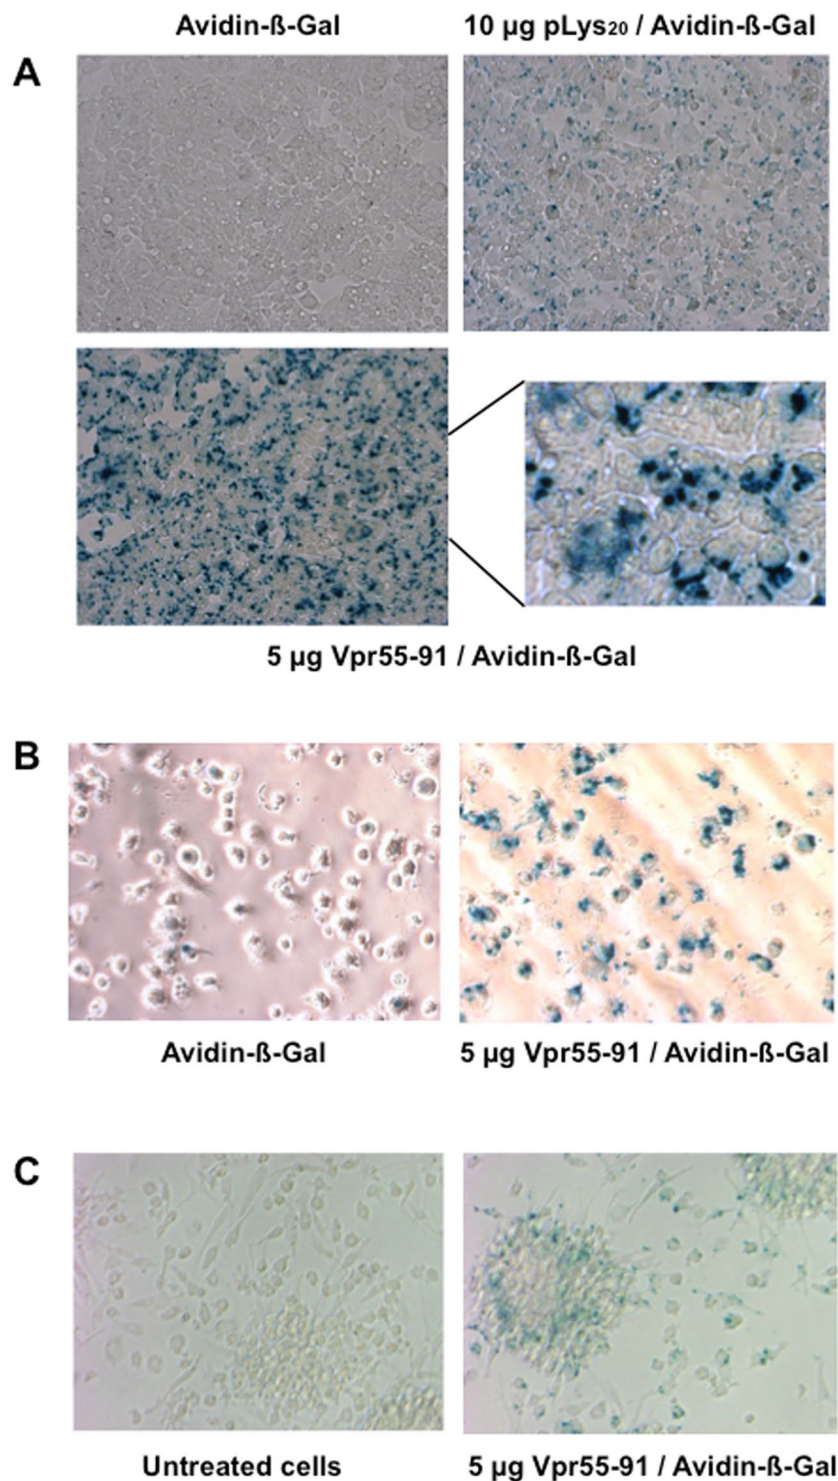 Avidin-ß-Gal
10 µg pLys20 / Avidin-ß-Gal
A
5 µg Vpr55-91 / Avidin-ß-Gal
B
Avidin-ß-Gal
5 µg Vpr55-91 / Avidin-ß-Gal
C
Untreated cells
5 µg Vpr55-91 / Avidin-ß-Gal